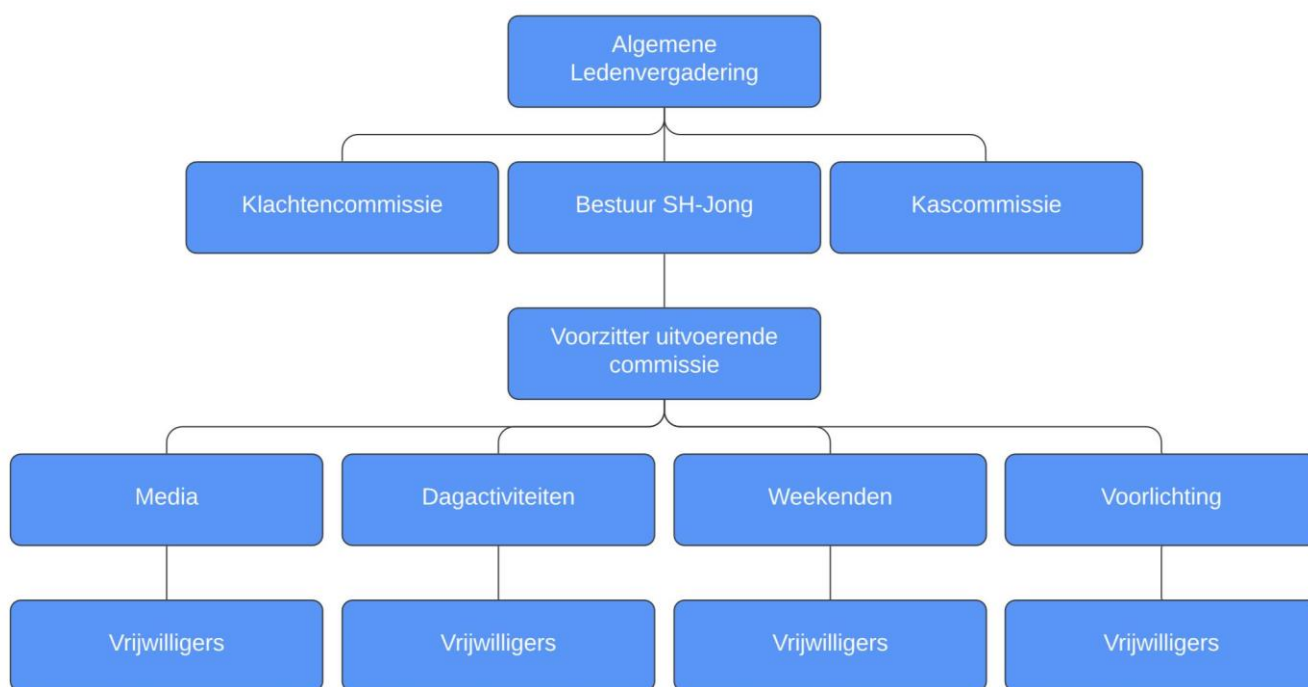 Algemene
Ledenvergadering
Klachtencommissie
Bestuur SH-Jong
Kascommissie
Voorzitter uitvoerende
commissie
Media
Dagactiviteiten
Weekenden
Voorlichting
Vrijwilligers
Vrijwilligers
Vrijwilligers
Vrijwilligers